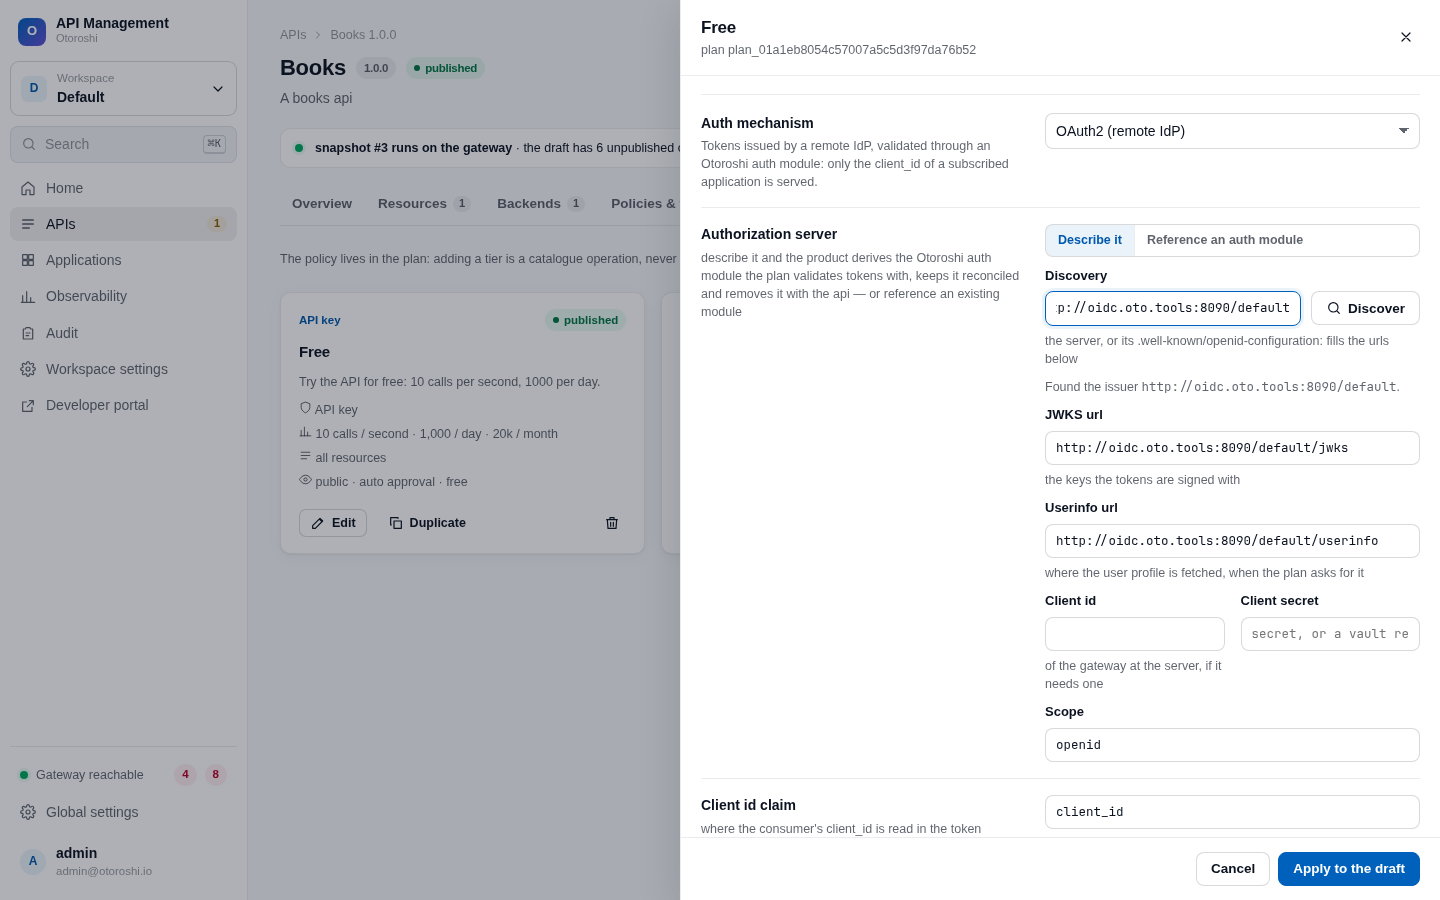 O
API Management
Otoroshi
D
Workspace
Default
Search
⌘K
Home
APIs
1
Applications
Observability
Audit
Workspace settings
Developer portal
Gateway reachable
4
8
Global settings
A
admin
admin@otoroshi.io
APIs
Books 1.0.0
Books
1.0.0
published
A books api
snapshot #3 runs on the gateway · the draft has 6 unpublished
Overview
Resources 1
Backends 1
Policies &
The policy lives in the plan: adding a tier is a catalogue operation, never
API key
published
Free
Try the API for free: 10 calls per second, 1000 per day.
API key
10 calls / second · 1,000 / day · 20k / month
all resources
public · auto approval · free
Edit
Duplicate
Free
plan plan_01a1eb8054c57007a5c5d3f97da76b52
Auth mechanism
Tokens issued by a remote IdP, validated through an
Otoroshi auth module: only the client_id of a subscribed
application is served.
OAuth2 (remote IdP)
Authorization server
describe it and the product derives the Otoroshi auth
module the plan validates tokens with, keeps it reconciled
and removes it with the api — or reference an existing
module
Describe it
Reference an auth module
Discovery
p://oidc.oto.tools:8090/default
Discover
the server, or its .well-known/openid-configuration: fills the urls
below
Found the issuer http://oidc.oto.tools:8090/default.
JWKS url
http://oidc.oto.tools:8090/default/jwks
the keys the tokens are signed with
Userinfo url
http://oidc.oto.tools:8090/default/userinfo
where the user profile is fetched, when the plan asks for it
Client id
Client secret
secret, or a vault re
of the gateway at the server, if it
needs one
Scope
openid
Client id claim
where the consumer's client_id is read in the token
client_id
Cancel
Apply to the draft